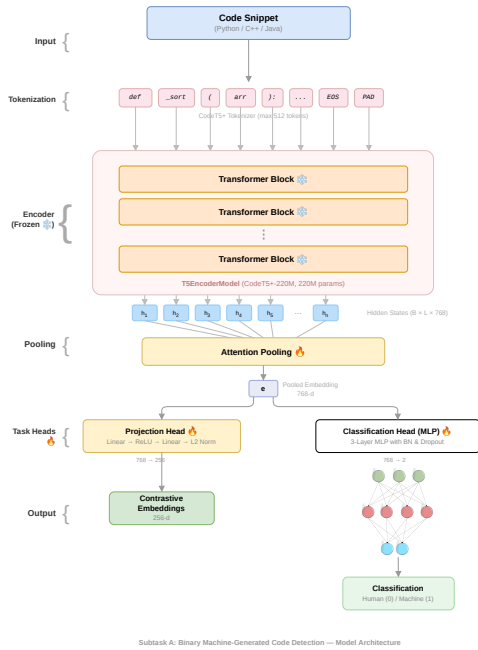 Code Snippet
(Python / C++ / Java)
Input
Tokenization
def _sort ( arr ): ... EOS PAD
CodeT5+ Tokenizer (max 512 tokens)
Encoder
(Frozen ❄️)
Transformer Block ❄️
Transformer Block ❄️
⋮
Transformer Block ❄️
T5EncoderModel (CodeT5+-220M, 220M params)
h₁ h₂ h₃ h₄ h₅ ... hₙ
Hidden States (B × L × 768)
Pooling
Attention Pooling 🔥
e
Pooled Embedding
768-d
Task Heads
🔥
Projection Head 🔥
Linear → ReLU → Linear → L2 Norm
Classification Head (MLP) 🔥
3-Layer MLP with BN & Dropout
768 → 256
768 → 2
Output
Contrastive
Embeddings
256-d
Classification
Human (0) / Machine (1)
Subtask A: Binary Machine-Generated Code Detection — Model Architecture